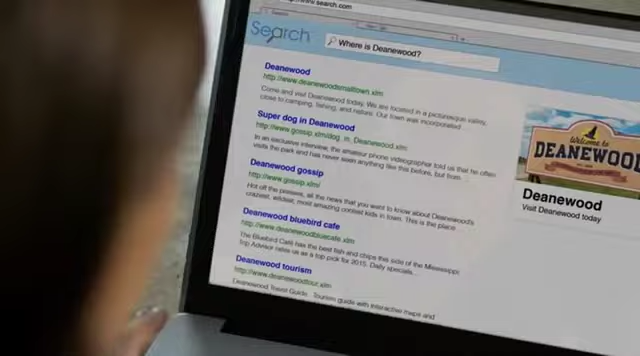 www.search.com
Search
Where is Deanewood?
Deanewood
http://www.deanewoodsmalltown.xlm
Come and visit Deanewood today. We are located in a picturesque valley,
close to camping, fishing, and nature. Our town was incorporated
Super dog in Deanewood
http://www.gossip.xlm/dog_in_Deanewood.xlm
In an exclusive interview, the amateur phone videographer told us that he often
visits the park and has never seen anything like this before, but from ...
Deanewood gossip
http://www.gossip.xlm/
Hot off the presses, all the news that you want to know about Deanewood's
craziest, wildest, most amazing contest kids in town. This is the place
Deanewood bluebird cafe
http://www.deanewoodbluecafe.xlm
The Bluebird Café has the best fish and chips this side of the Mississippi
Top Advisor rates us as a top pick for 2015. Daily specials...
Deanewood tourism
http://www.deanewoodtour.xlm
Deanewood Travel Guide Tourism guide with interactive maps and
Welcome to
DEANEWOOD
Deanewood
Visit Deanewood today